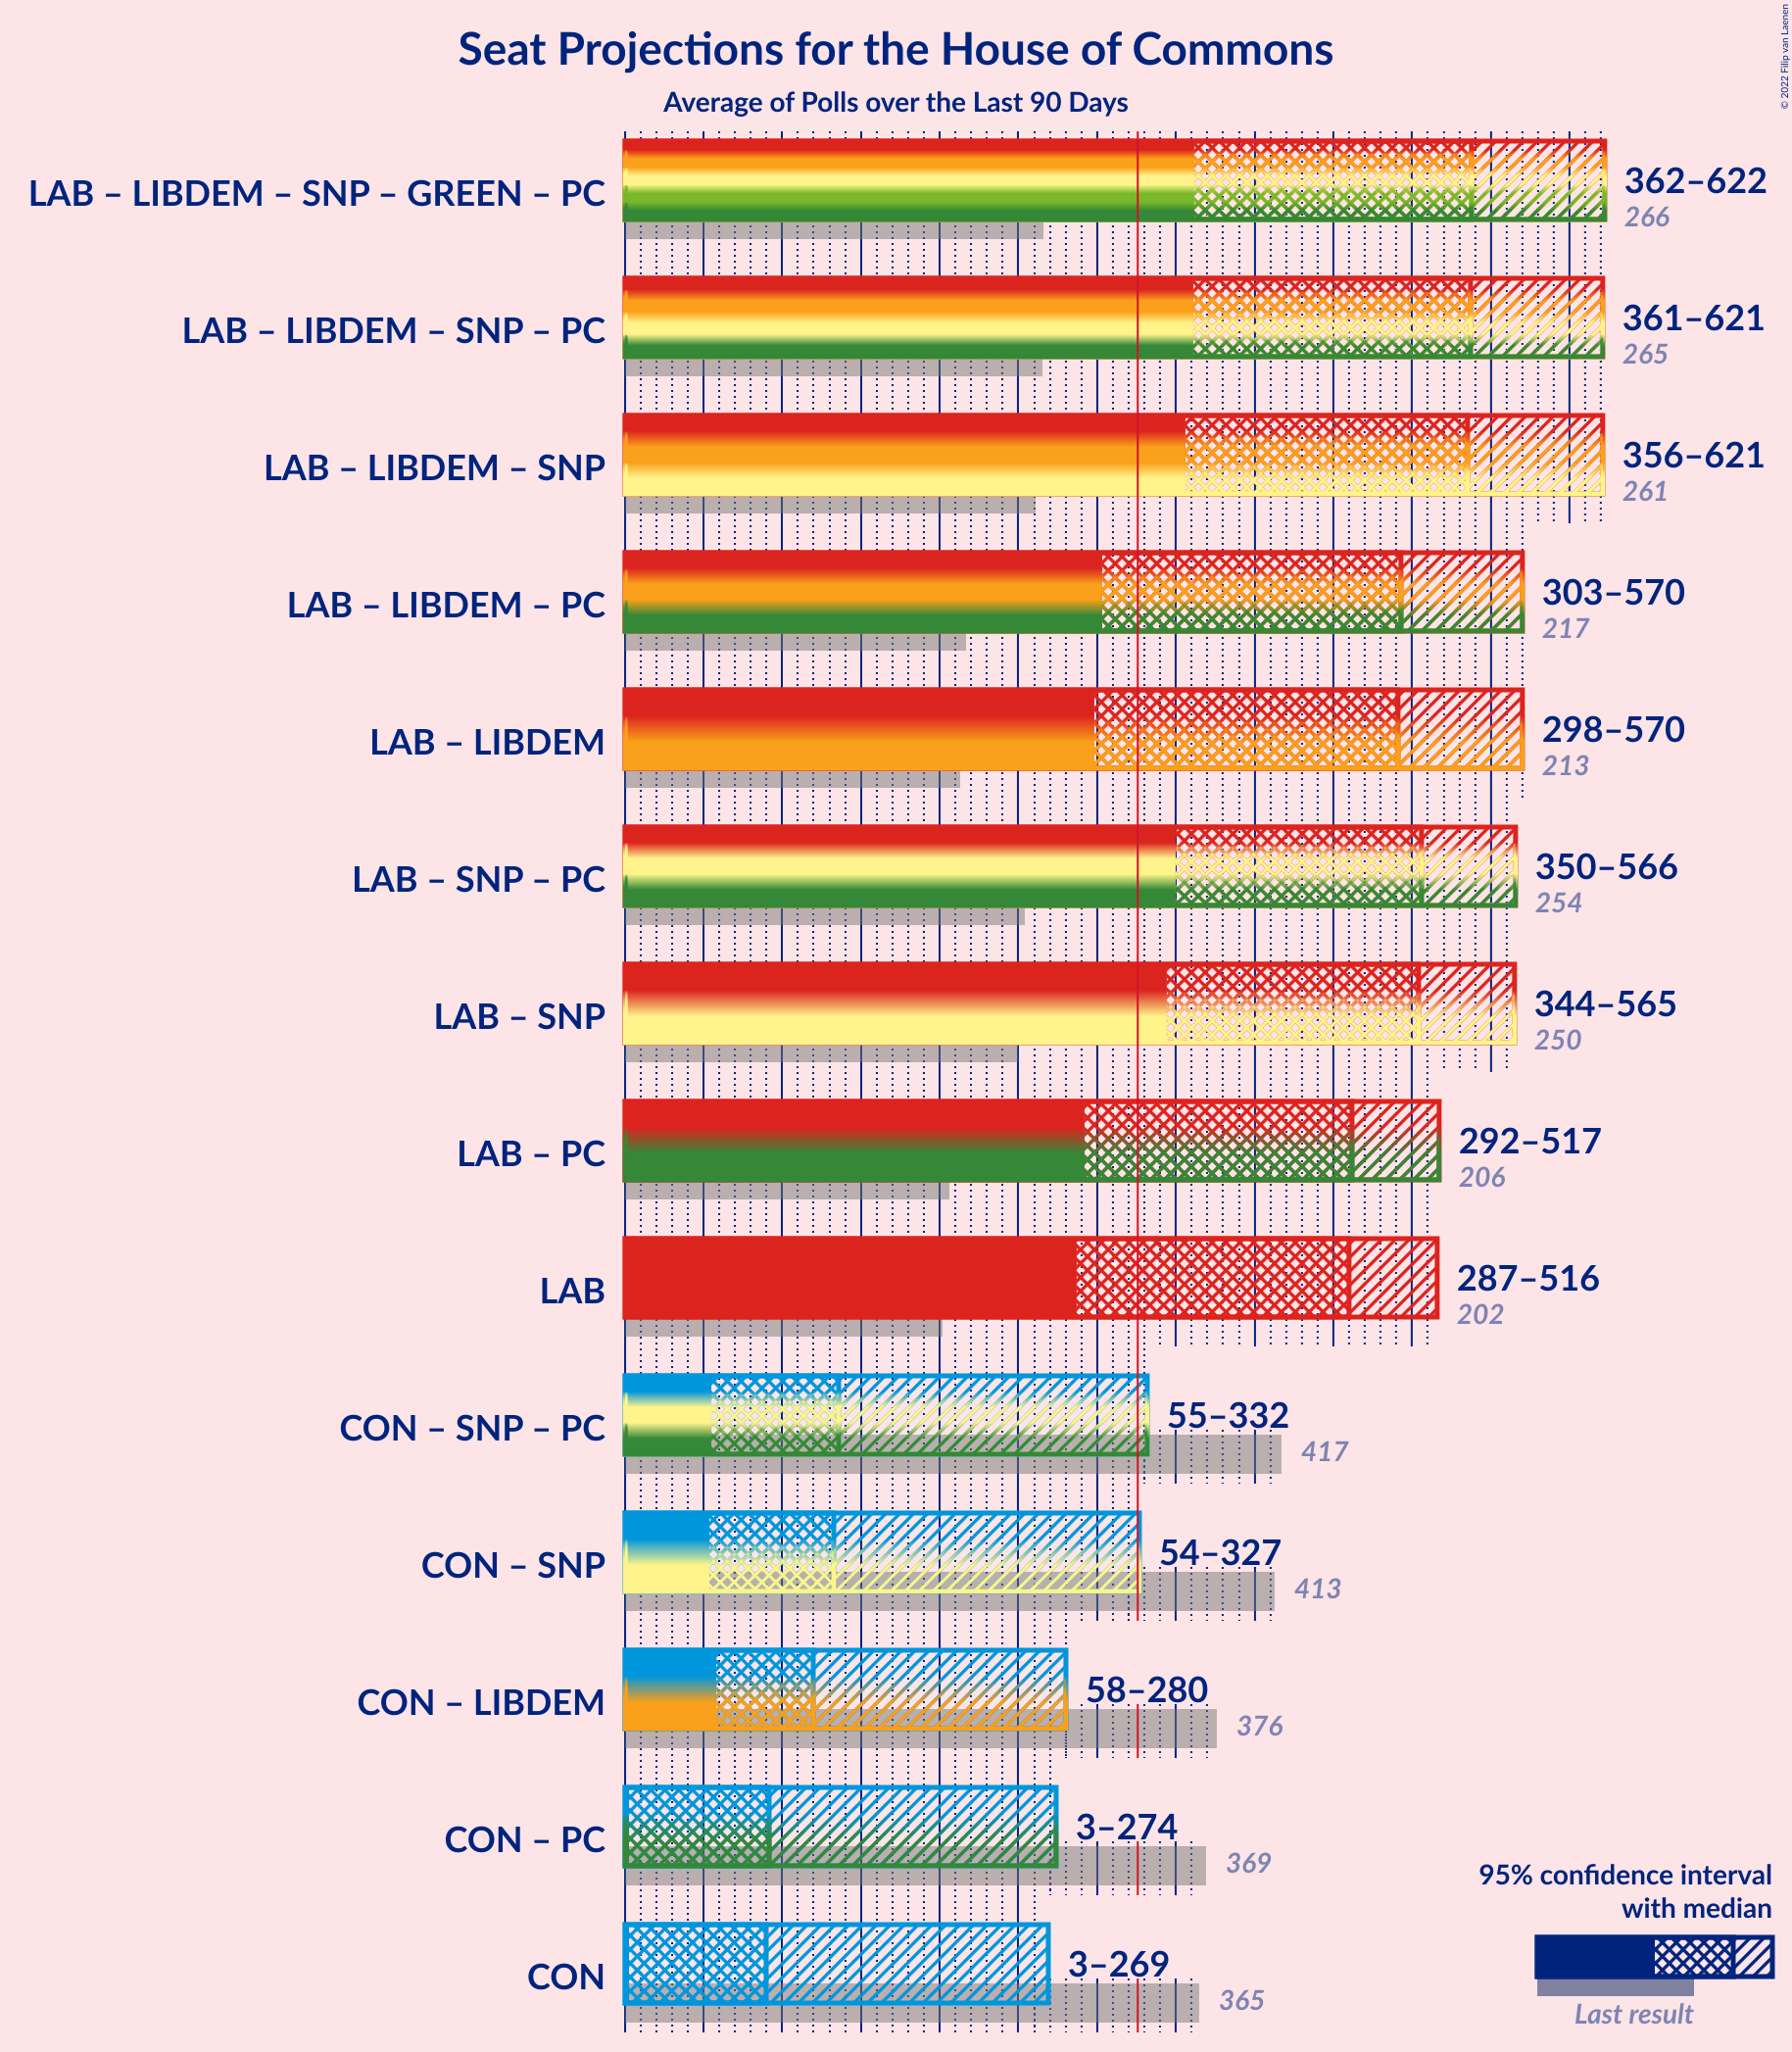 Seat Projections for the House of Commons
Average of Polls over the Last 90 Days
© 2022 Filip van Laenen
LAB – LIBDEM – SNP – GREEN – PC
362–622
266
LAB – LIBDEM – SNP – PC
361–621
265
LAB – LIBDEM – SNP
356–621
261
LAB – LIBDEM – PC
303–570
217
LAB – LIBDEM
298–570
213
LAB – SNP – PC
350–566
254
LAB – SNP
344–565
250
LAB – PC
292–517
206
LAB
287–516
202
CON – SNP – PC
55–332
417
CON – SNP
54–327
413
CON – LIBDEM
58–280
376
CON – PC
3–274
369
CON
3–269
365
95% confidence interval
with median
Last result